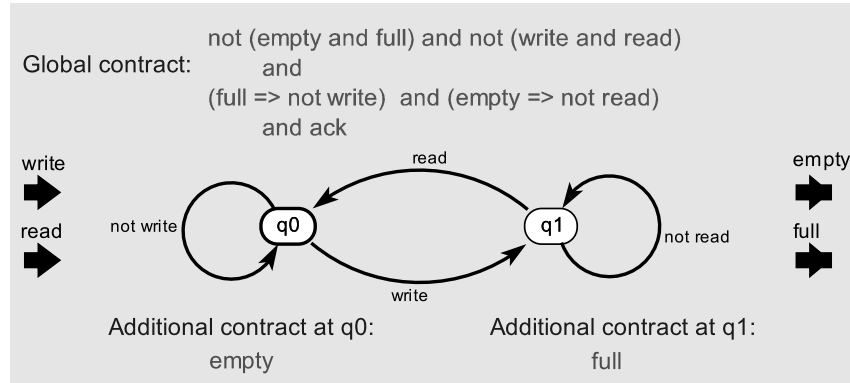 not (empty and full) and not (write and read)
Global contract:
and
(full => not write) and (empty => not read)
and ack
write
read
empty
read
full
not write
q0
q1
not read
write
Additional contract at q0:
Additional contract at q1:
empty
full